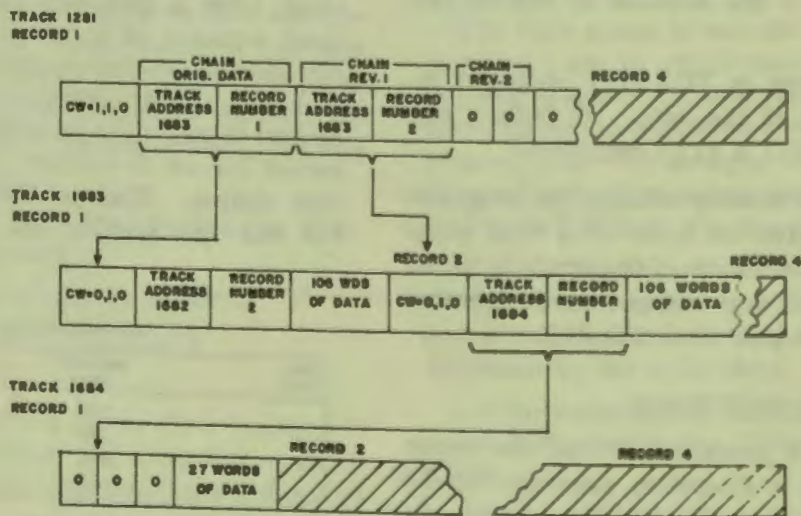 TRACK 1281
RECORD 1
CHAIN
ORIG. DATA
CHAIN
REV. 1
CHAIN
REV. 2
RECORD 4
CW=1,1,0
TRACK
ADDRESS
1683
RECORD
NUMBER
1
TRACK
ADDRESS
1683
RECORD
NUMBER
2
0
0
0
TRACK 1683
RECORD 1
RECORD 2
RECORD 4
CW=0,1,0
TRACK
ADDRESS
1682
RECORD
NUMBER
2
106 WDS
OF DATA
CW=0,1,0
TRACK
ADDRESS
1684
RECORD
NUMBER
1
106 WORDS
OF DATA
TRACK 1684
RECORD 1
RECORD 2
RECORD 4
0
0
0
27 WORDS
OF DATA